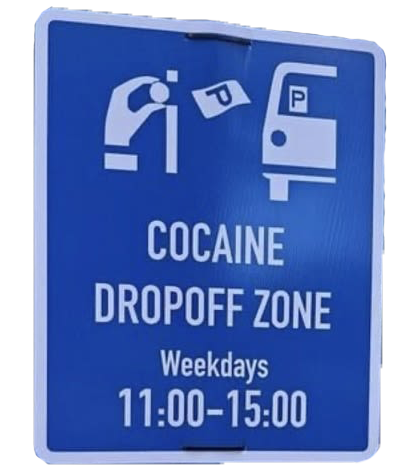 P P
COCAINE
DROPOFF ZONE
Weekdays
11:00-15:00